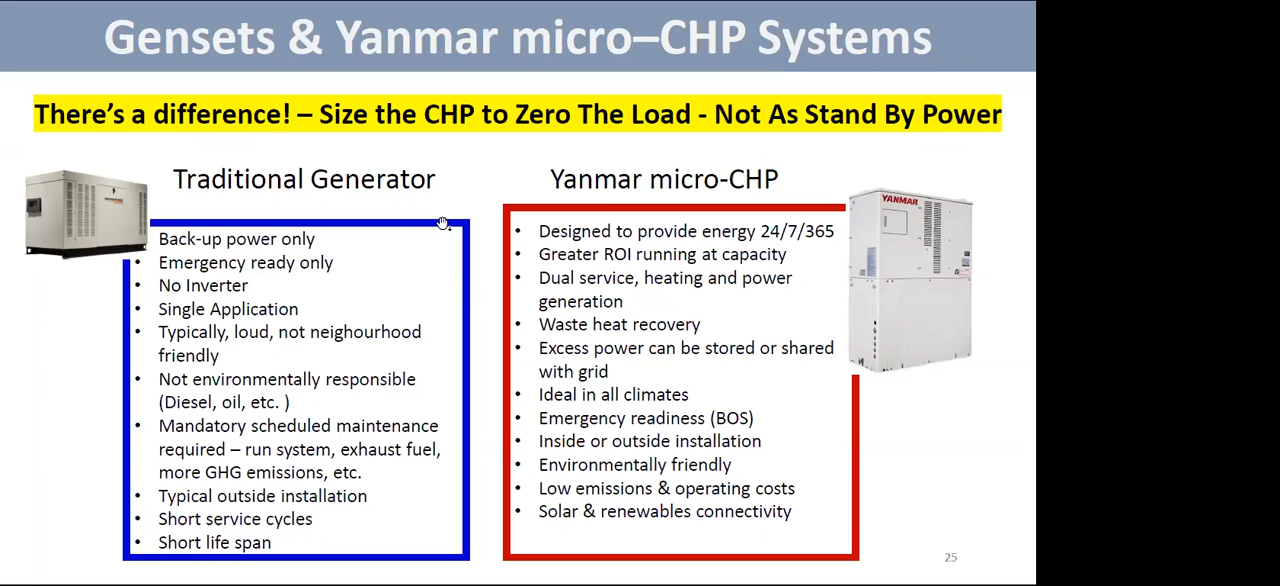 Gensets & Yanmar micro–CHP Systems
There's a difference! – Size the CHP to Zero The Load - Not As Stand By Power
Traditional Generator
Back-up power only
• Emergency ready only
• No Inverter
• Single Application
• Typically, loud, not neighourhood
friendly
• Not environmentally responsible
(Diesel, oil, etc. )
• Mandatory scheduled maintenance
required – run system, exhaust fuel,
more GHG emissions, etc.
• Typical outside installation
• Short service cycles
• Short life span
Yanmar micro-CHP
• Designed to provide energy 24/7/365
• Greater ROI running at capacity
• Dual service, heating and power
generation
• Waste heat recovery
• Excess power can be stored or shared
with grid
• Ideal in all climates
• Emergency readiness (BOS)
• Inside or outside installation
• Environmentally friendly
• Low emissions & operating costs
• Solar & renewables connectivity
YANMAR
25